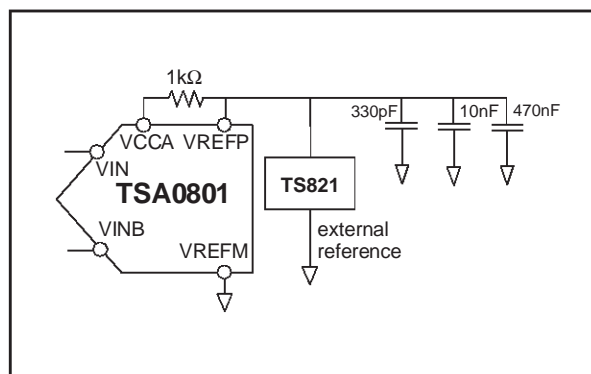 1kΩ
330pF
10nF
470nF
VCCA
VREFP
VIN
TSA0801
TS821
VINB
external
reference
VREFM